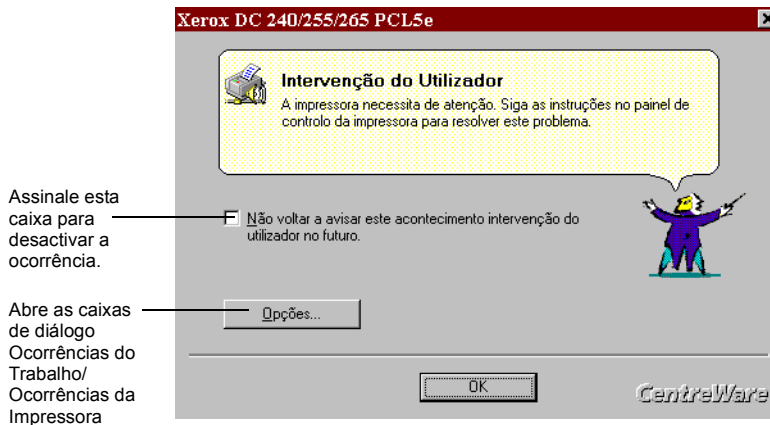 Xerox DC 240/255/265 PCL5e
Intervenção do Utilizador
A impressora necessita de atenção. Siga as instruções no painel de
controlo da impressora para resolver este problema.
Assinale esta
caixa para
desactivar a
ocorrência.
Não voltar a avisar este acontecimento intervenção do
utilizador no futuro.
Abre as caixas
de diálogo
Ocorrências do
Trabalho/
Ocorrências da
Impressora
Opções...
OK
CentreWare